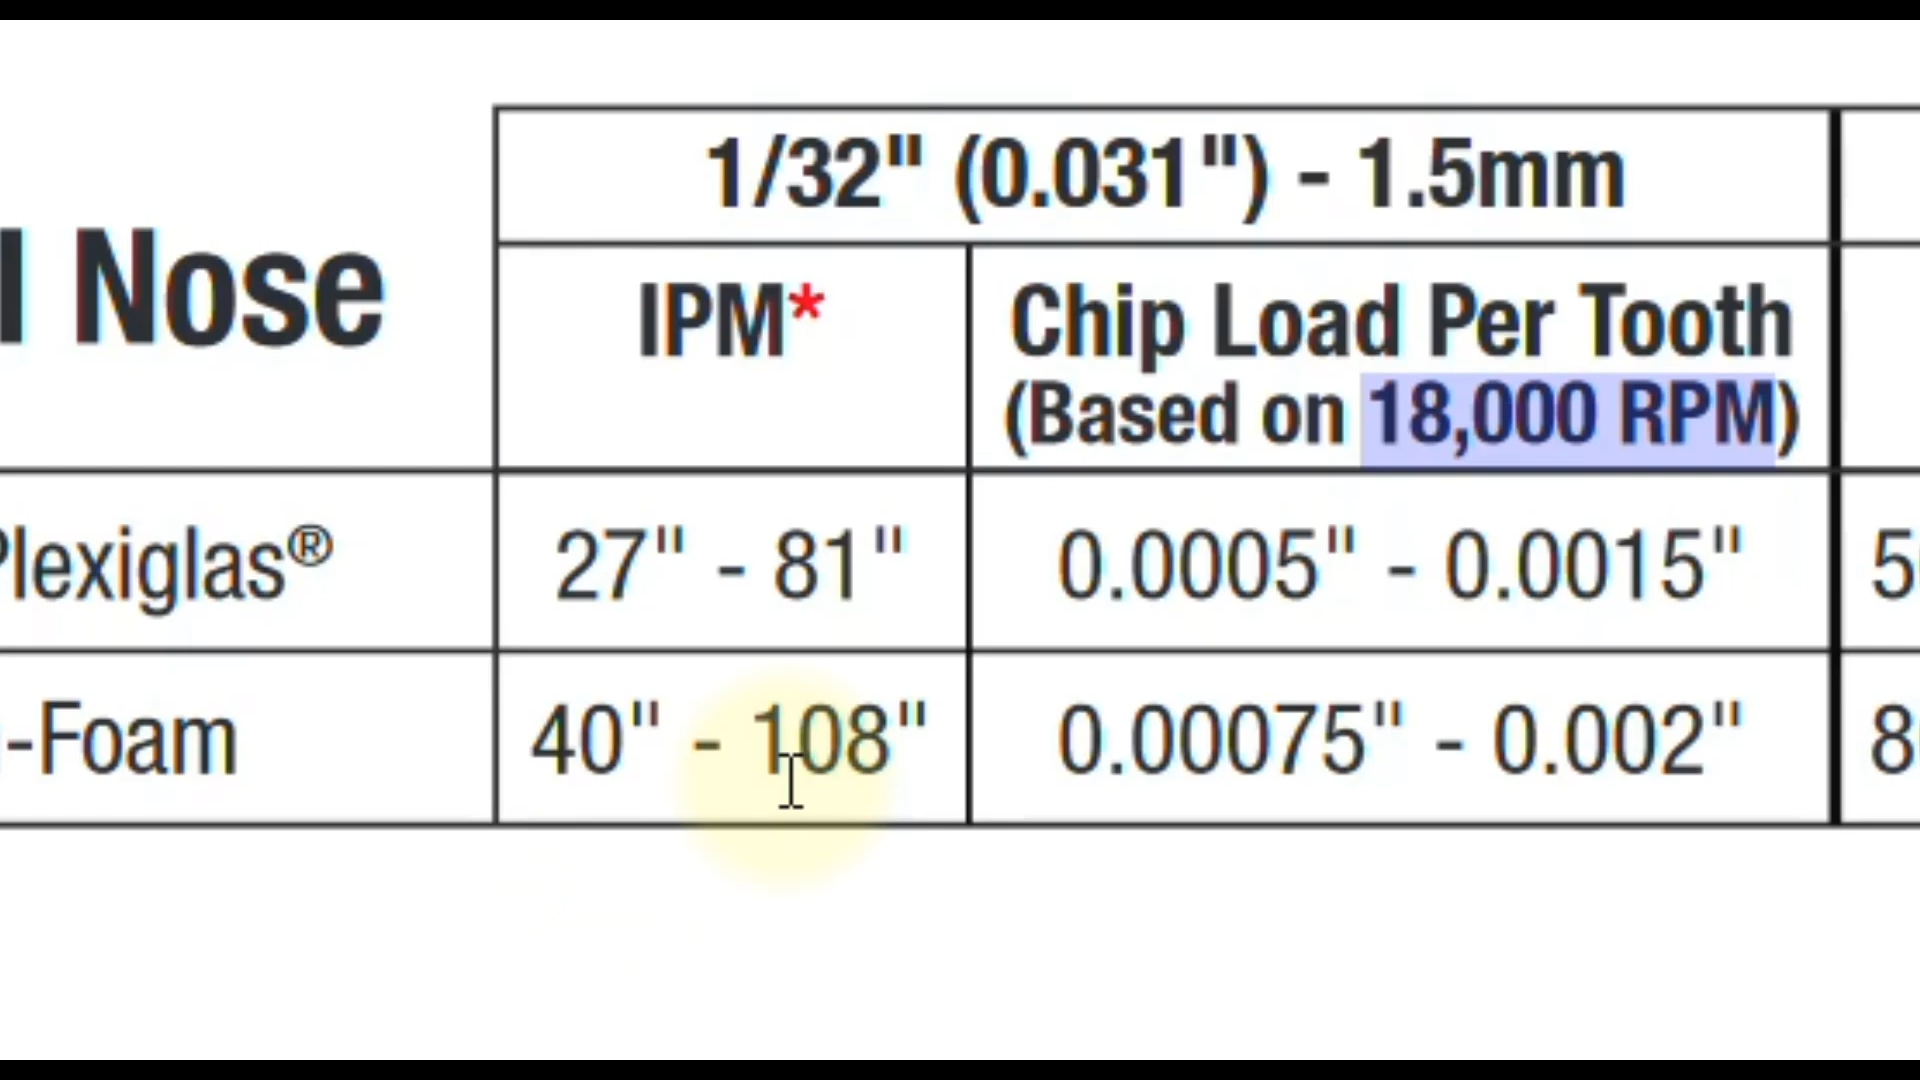 1/32" (0.031") - 1.5mm
l Nose
IPM*
Chip Load Per Tooth
(Based on 18,000 RPM)
Plexiglas®
27" - 81"
0.0005" - 0.0015"
-Foam
40" - 108"
0.00075" - 0.002"